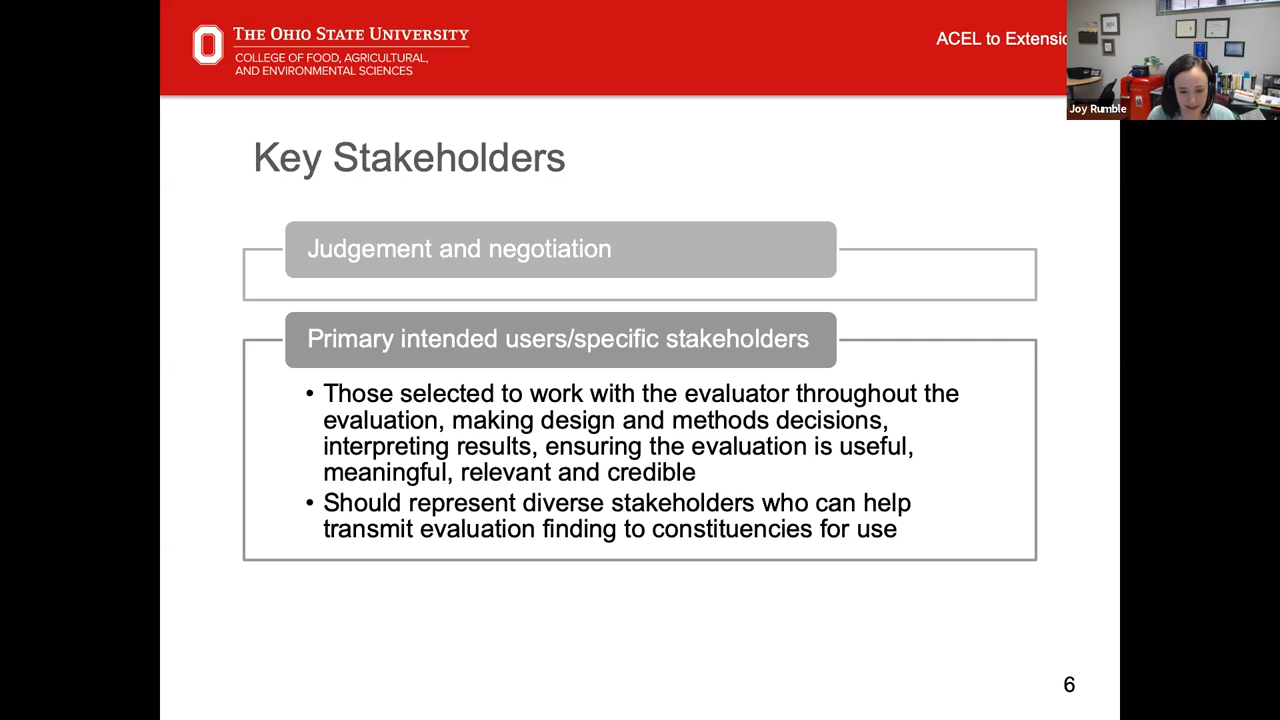 THE OHIO STATE UNIVERSITY
COLLEGE OF FOOD, AGRICULTURAL,
AND ENVIRONMENTAL SCIENCES
ACEL to Extensio
Joy Rumble
Key Stakeholders
Judgement and negotiation
Primary intended users/specific stakeholders
• Those selected to work with the evaluator throughout the
evaluation, making design and methods decisions,
interpreting results, ensuring the evaluation is useful,
meaningful, relevant and credible
• Should represent diverse stakeholders who can help
transmit evaluation finding to constituencies for use
6